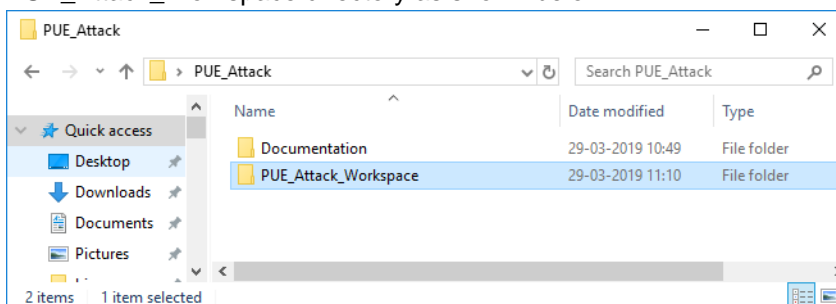 PUE_Attack
PUE_Attack
Search PUE_Attack
Name
Date modified
Type
Quick access
Documentation
29-03-2019 10:49
File folder
Desktop
PUE_Attack_Workspace
29-03-2019 11:10
File folder
Downloads
Documents
Pictures
2 items
1 item selected